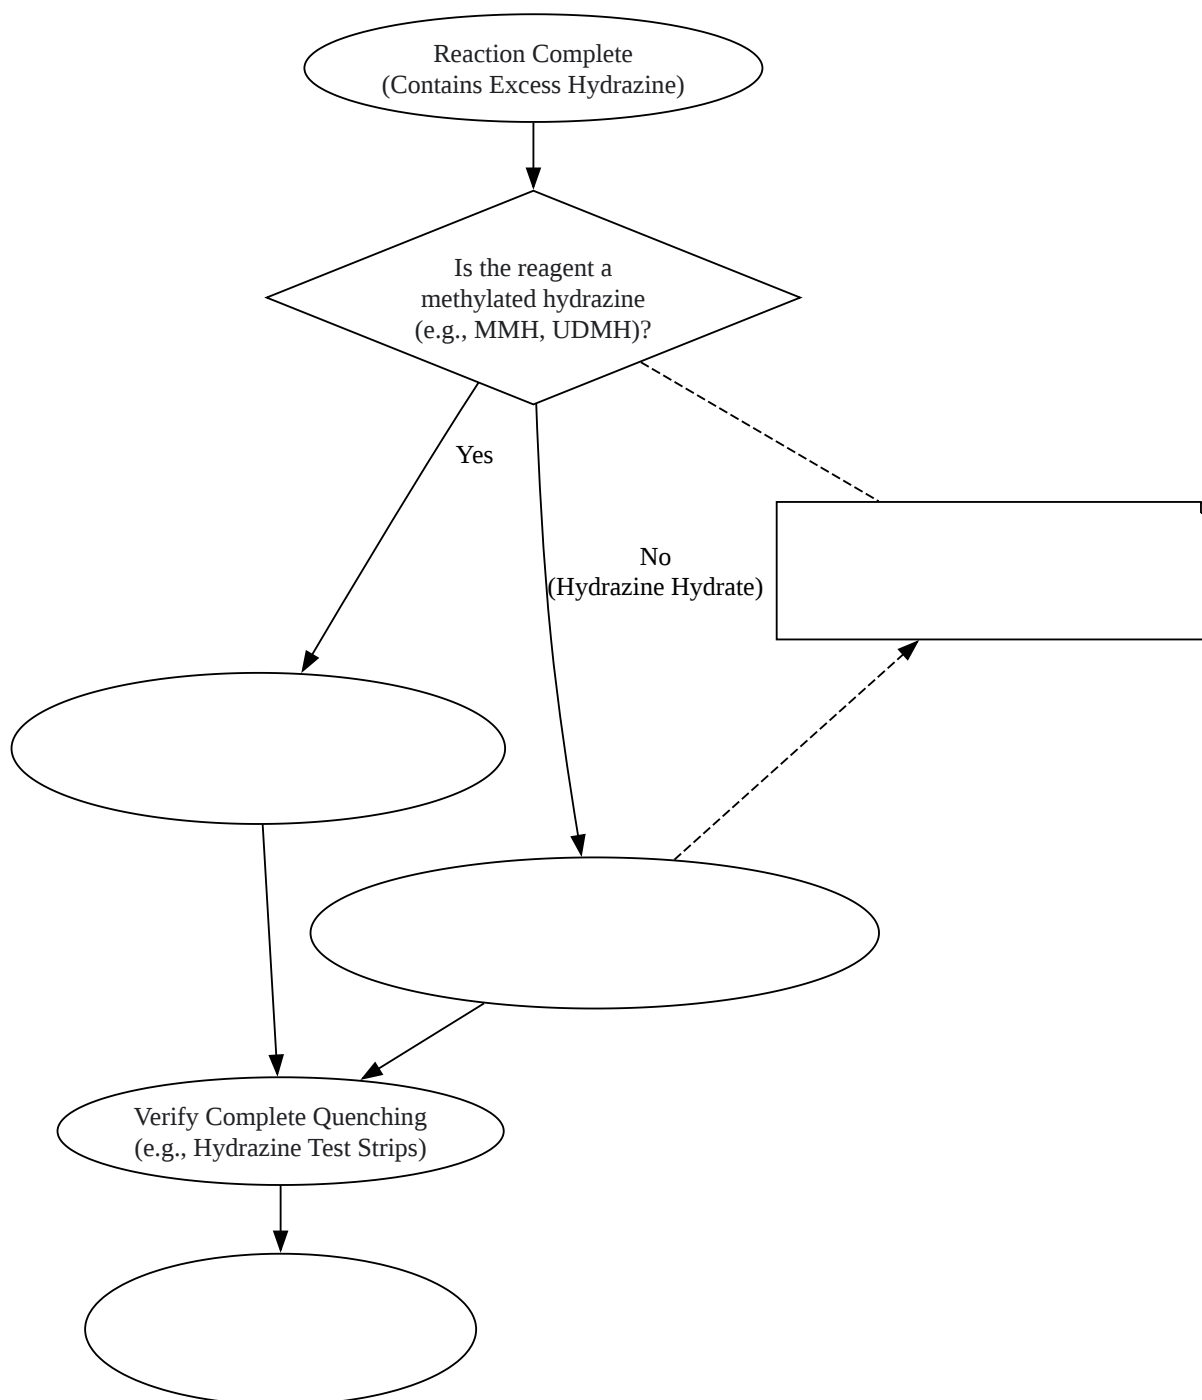 Reaction Complete
(Contains Excess Hydrazine)
Is the reagent a
methylated hydrazine
(e.g., MMH, UDMH)?
Yes
No
(Hydrazine Hydrate)
Verify Complete Quenching
(e.g., Hydrazine Test Strips)